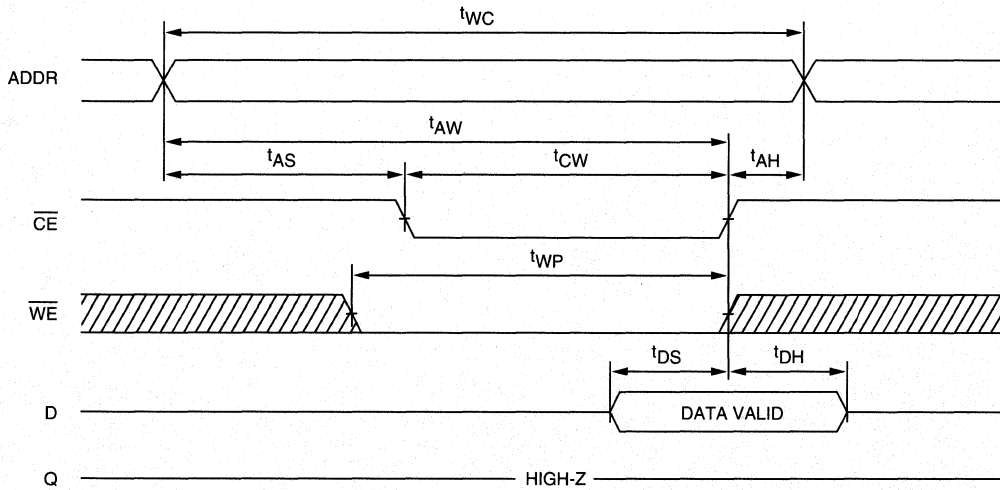 tWC
ADDR
tAW
tAS
tCW
tAH
CE
tWP
WE
tDS
tDH
D
DATA VALID
Q
HIGH-Z